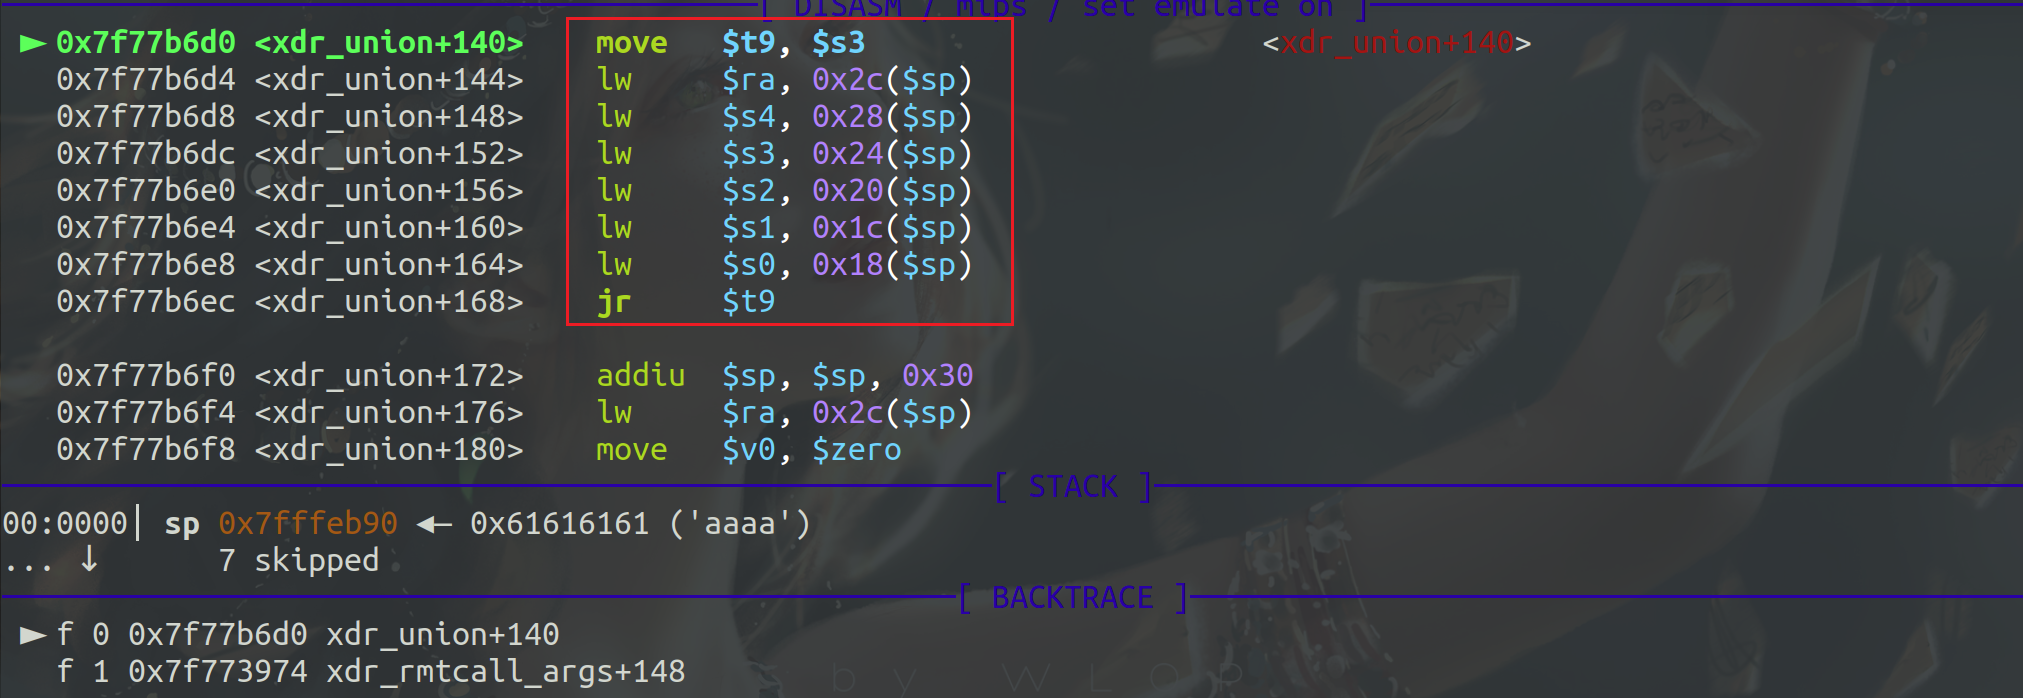 [ DISASM / mips / set emulate on ]
► 0x7f77b6d0 <xdr_union+140>    move   $t9, $s3    <xdr_union+140>
0x7f77b6d4 <xdr_union+144>    lw     $ra, 0x2c($sp)
0x7f77b6d8 <xdr_union+148>    lw     $s4, 0x28($sp)
0x7f77b6dc <xdr_union+152>    lw     $s3, 0x24($sp)
0x7f77b6e0 <xdr_union+156>    lw     $s2, 0x20($sp)
0x7f77b6e4 <xdr_union+160>    lw     $s1, 0x1c($sp)
0x7f77b6e8 <xdr_union+164>    lw     $s0, 0x18($sp)
0x7f77b6ec <xdr_union+168>    jr     $t9
0x7f77b6f0 <xdr_union+172>    addiu  $sp, $sp, 0x30
0x7f77b6f4 <xdr_union+176>    lw     $ra, 0x2c($sp)
0x7f77b6f8 <xdr_union+180>    move   $v0, $zero
[ STACK ]
00:0000│ sp 0x7fffeb90 ◄— 0x61616161 ('aaaa')
... ↓     7 skipped
[ BACKTRACE ]
► f 0 0x7f77b6d0 xdr_union+140
f 1 0x7f773974 xdr_rmtcall_args+148
by WLOP